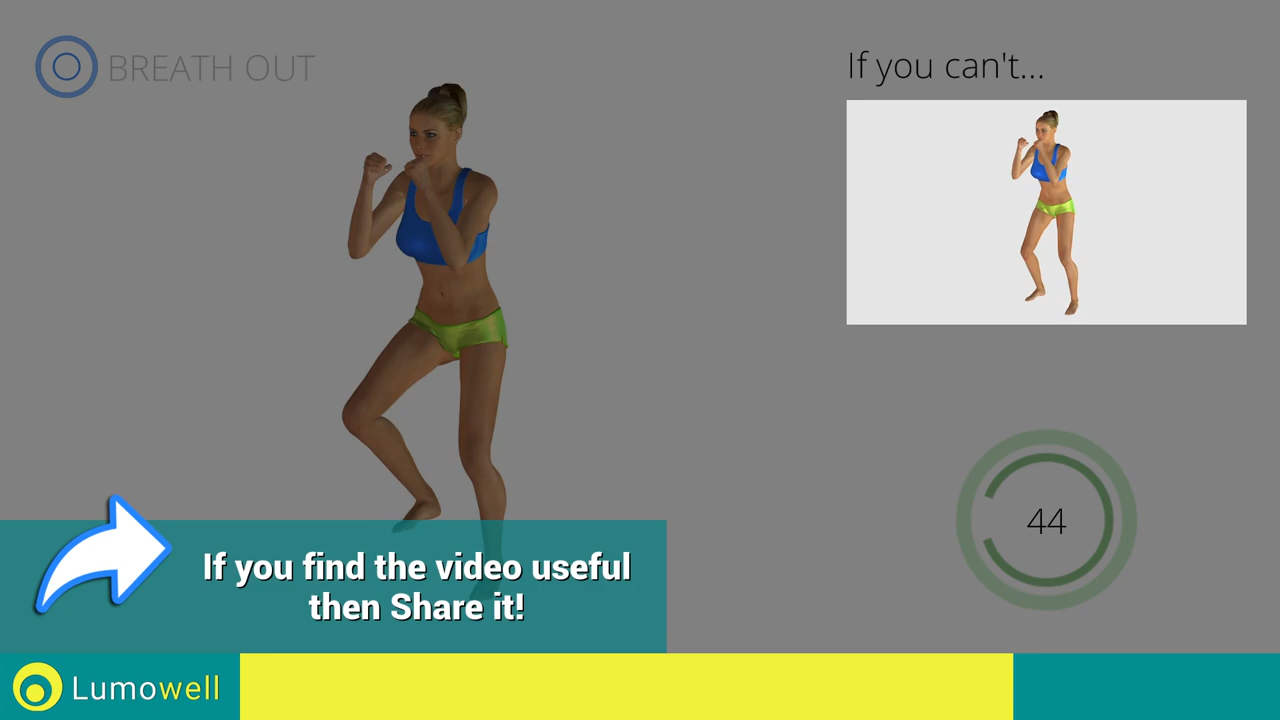 BREATH OUT
If you can't...
44
If you find the video useful
then Share it!
Lumowell